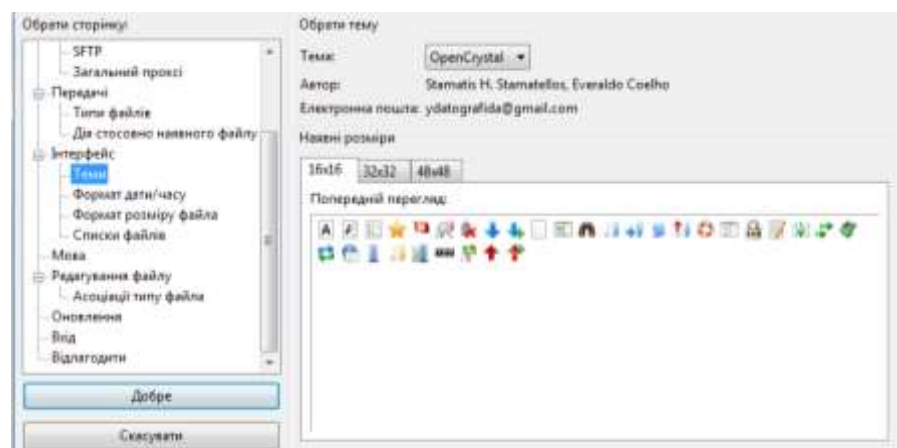 Обрати сторінку:
SFTP
Загальний проксі
Передачі
Типи файлів
Дія стосовно наявного файлу
Інтерфейс
Теми
Формат дати/часу
Формат розміру файла
Списки файлів
Мова
Редагування файлу
Асоціації типу файла
Оновлення
Вхід
Відлагодити
Добре
Скасувати
Обрати тему
Тема: OpenCrystal
Автор: Stamatis H. Stamatellos, Everaldo Coelho
Електронна пошта: ydatografida@gmail.com
Наявні розміри
16x16 32x32 48x48
Попередній перегляд: